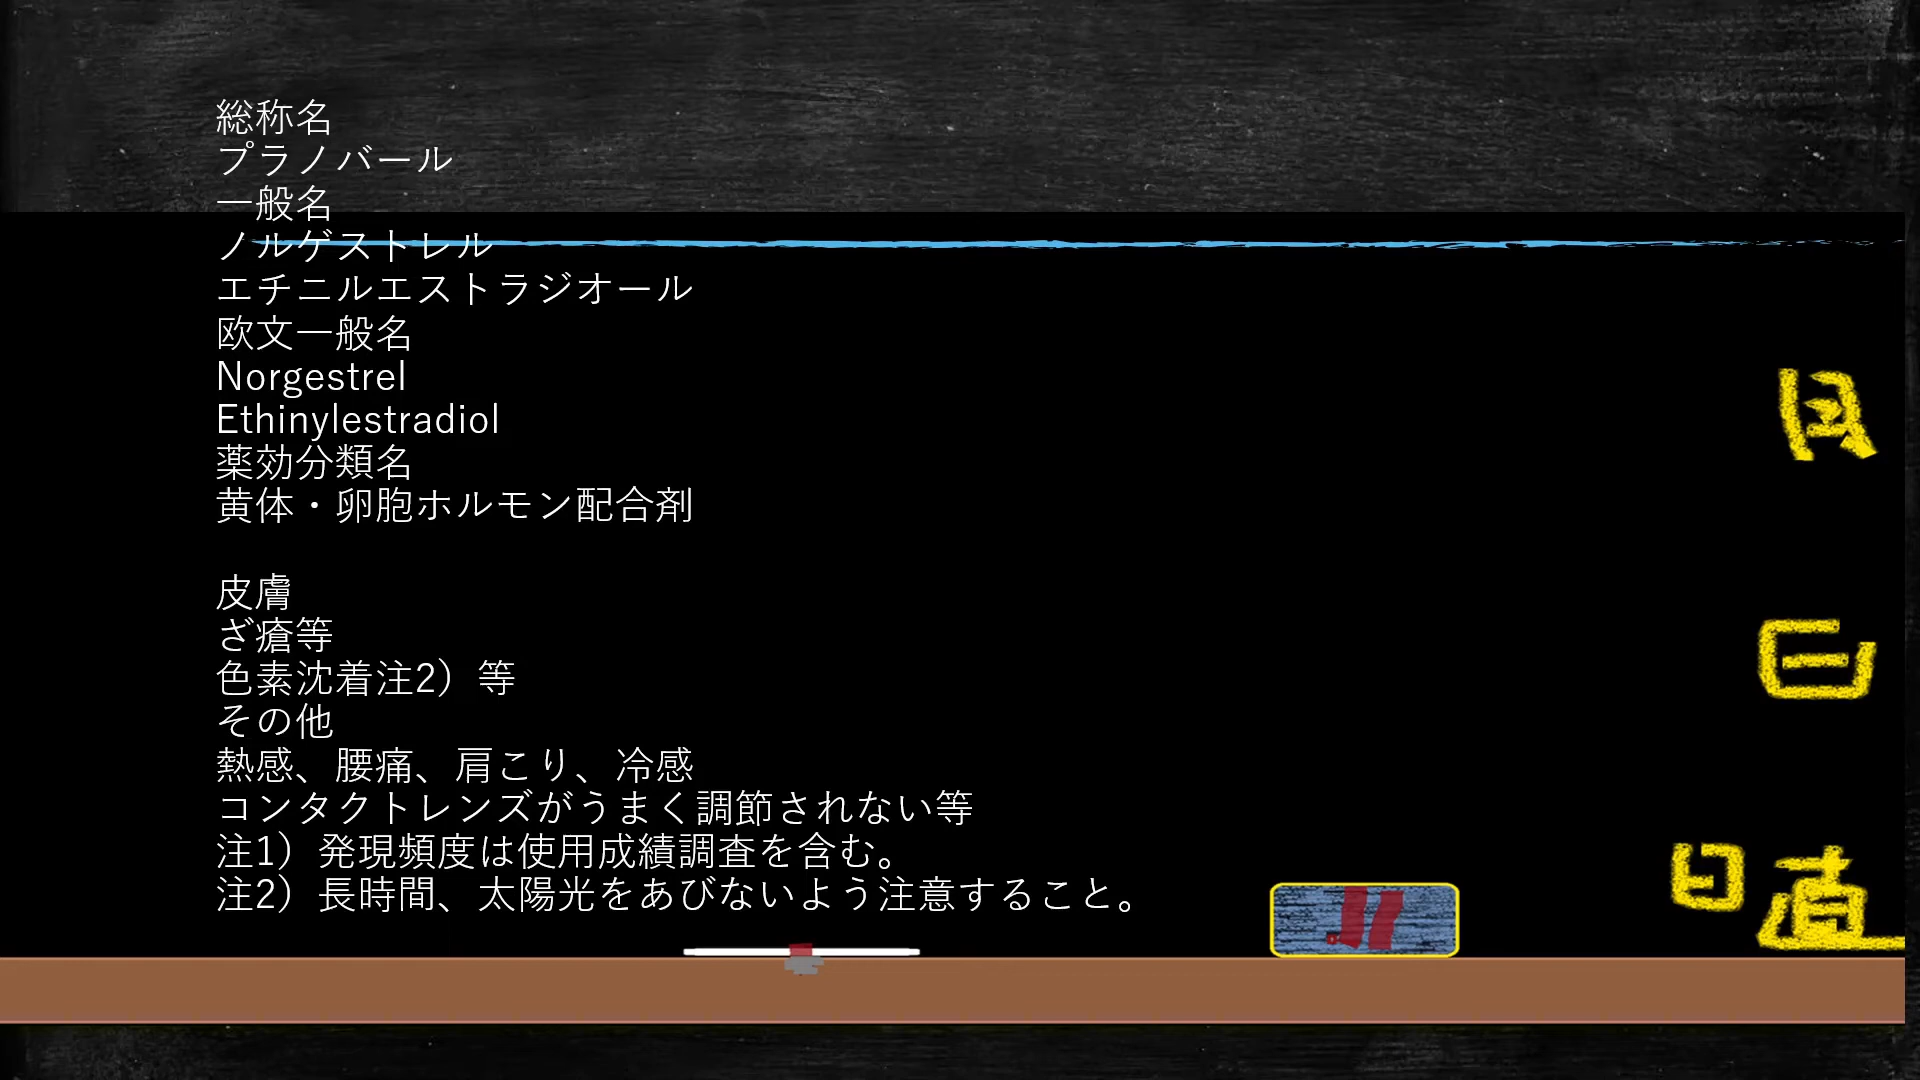 総称名
プラノバール
一般名
ノルゲストレル
エチニルエストラジオール
欧文一般名
Norgestrel
Ethinylestradiol
薬効分類名
黄体・卵胞ホルモン配合剤
皮膚
ざ瘡等
色素沈着注2）等
その他
熱感、腰痛、肩こり、冷感
コンタクトレンズがうまく調節されない等
注1）発現頻度は使用成績調査を含む。
注2）長時間、太陽光をあびないよう注意すること。
日直